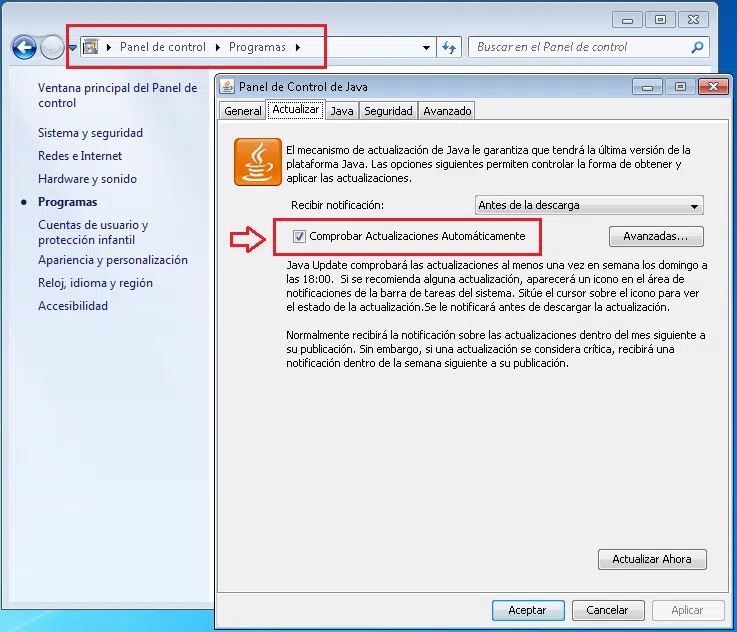 Panel de control ▸ Programas ▸
Buscar en el Panel de control
Ventana principal del Panel de
control
Sistema y seguridad
Redes e Internet
Hardware y sonido
Programas
Cuentas de usuario y
protección infantil
Apariencia y personalización
Reloj, idioma y región
Accesibilidad
Panel de Control de Java
General Actualizar Java Seguridad Avanzado
El mecanismo de actualización de Java le garantiza que tendrá la última versión de la
plataforma Java. Las opciones siguientes permiten controlar la forma de obtener y
aplicar las actualizaciones.
Recibir notificación: Antes de la descarga
Comprobar Actualizaciones Automáticamente Avanzadas...
Java Update comprobará las actualizaciones al menos una vez en semana los domingo a
las 18:00. Si se recomienda alguna actualización, aparecerá un icono en el área de
notificaciones de la barra de tareas del sistema. Sitúe el cursor sobre el icono para ver
el estado de la actualización.Se le notificará antes de descargar la actualización.
Normalmente recibirá la notificación sobre las actualizaciones dentro del mes siguiente a
su publicación. Sin embargo, si una actualización se considera crítica, recibirá una
notificación dentro de la semana siguiente a su publicación.
Actualizar Ahora
Aceptar Cancelar Aplicar